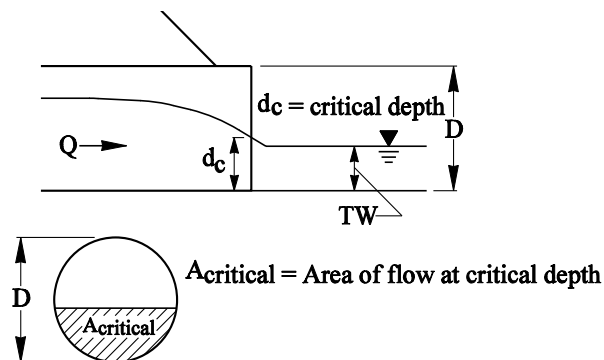 dc = critical depth
D
Q
dc
TW
D
Acritical = Area of flow at critical depth
Acritical